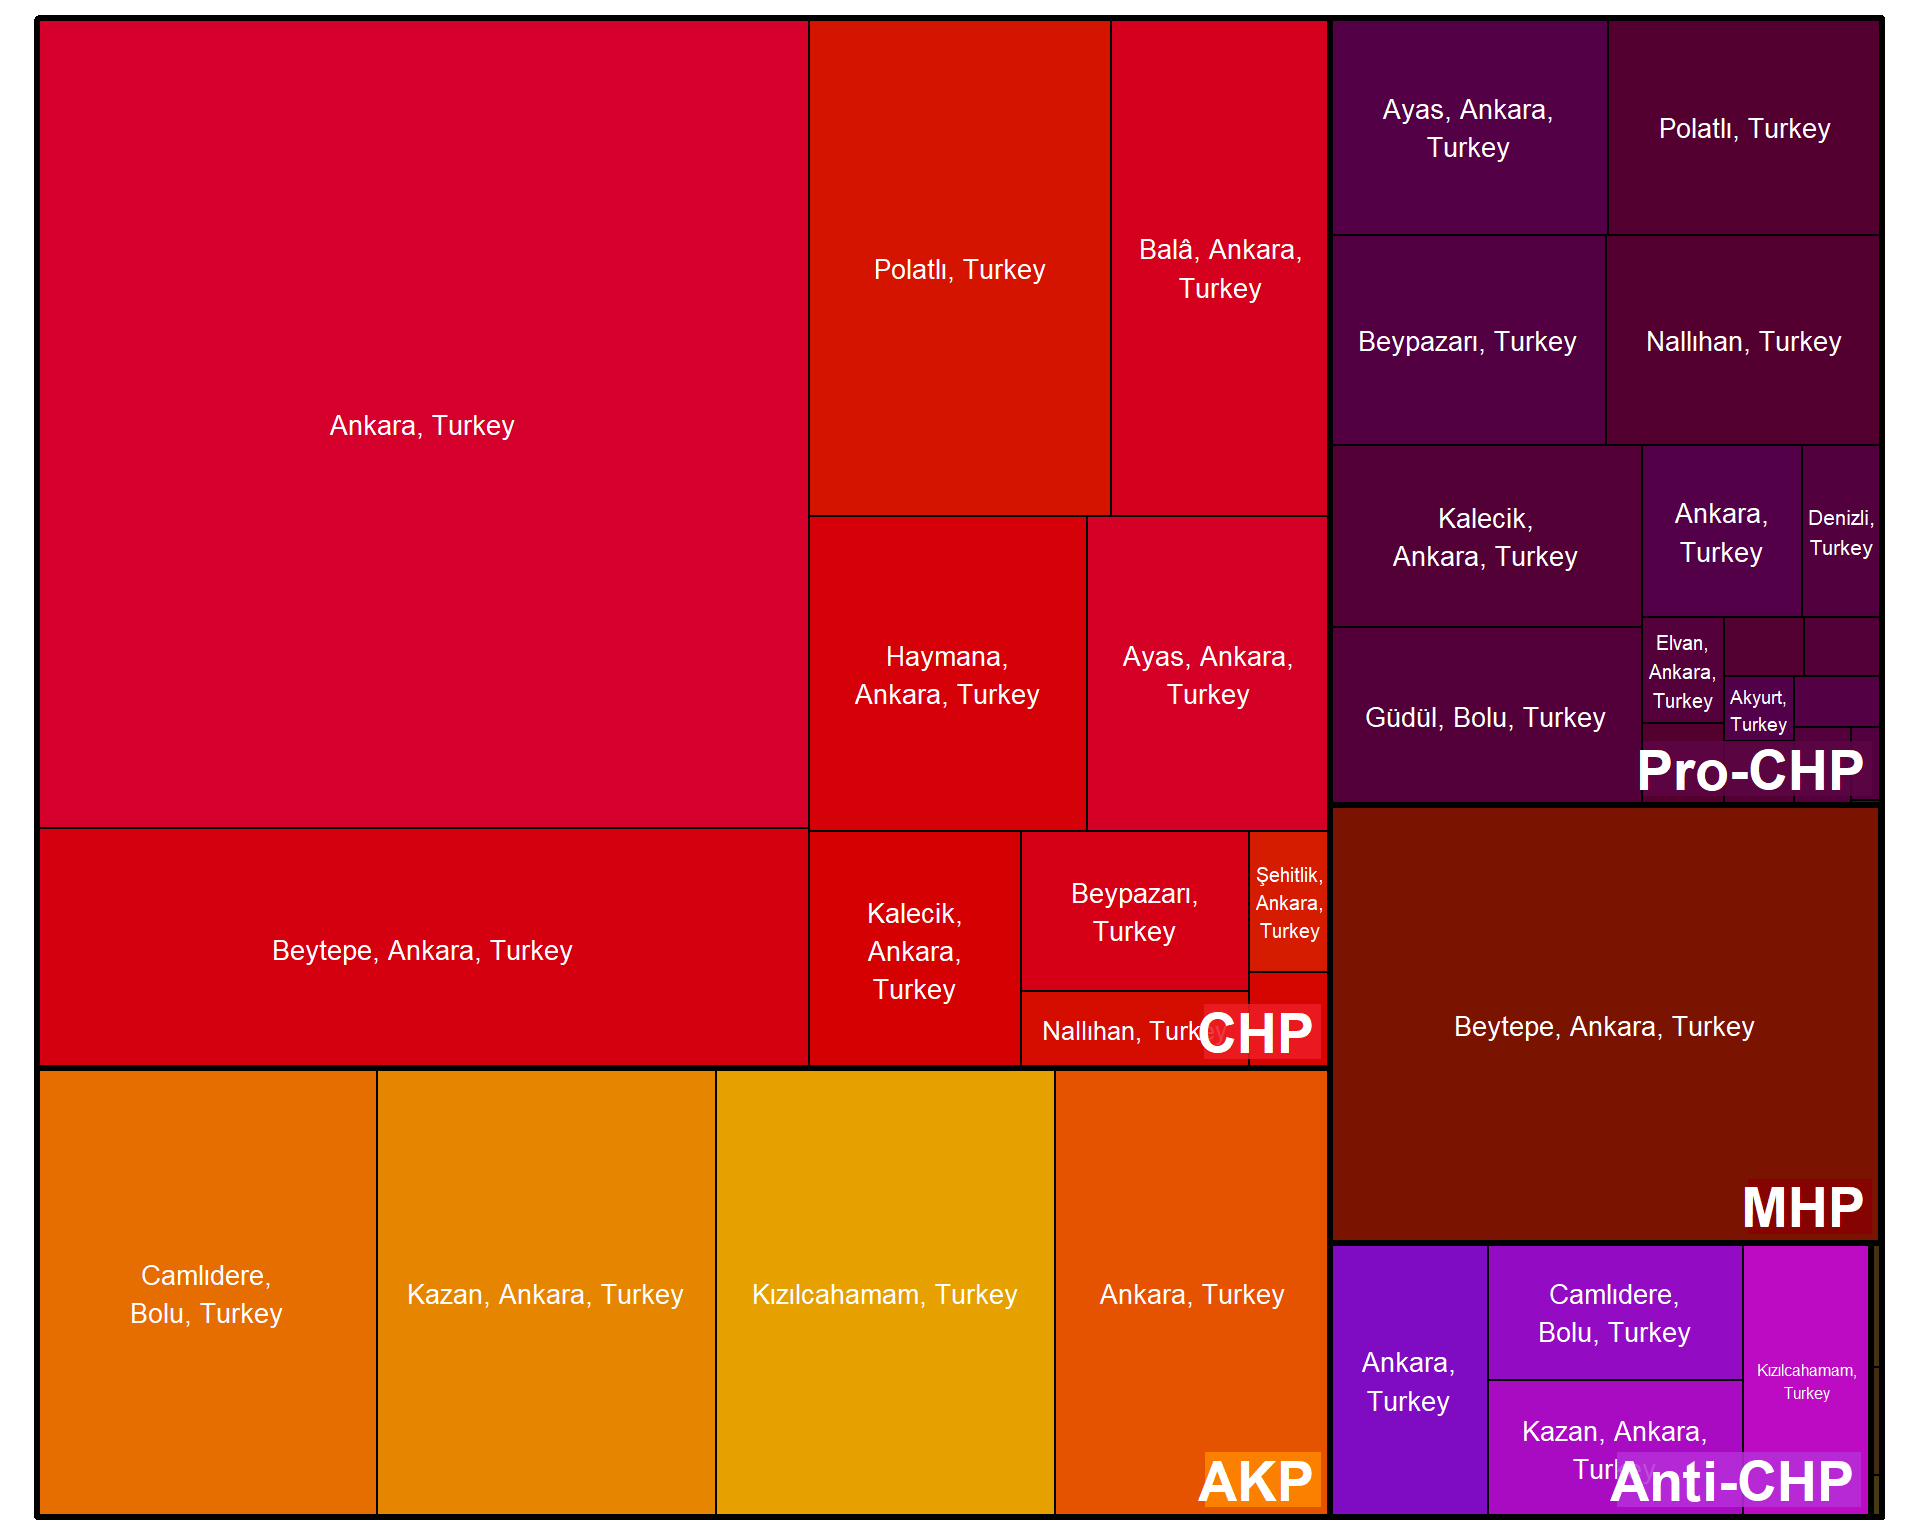 Ankara, Turkey
Beytepe, Ankara, Turkey
Polatlı, Turkey
Balâ, Ankara,
Turkey
Haymana,
Ankara, Turkey
Ayas, Ankara,
Turkey
Kalecik,
Ankara,
Turkey
Beypazarı,
Turkey
Şehitlik,
Ankara,
Turkey
Nallıhan, Turkey
CHP
Camlıdere,
Bolu, Turkey
Kazan, Ankara, Turkey
Kızılcahamam, Turkey
Ankara, Turkey
AKP
Ayas, Ankara,
Turkey
Polatlı, Turkey
Beypazarı, Turkey
Nallıhan, Turkey
Kalecik,
Ankara, Turkey
Ankara,
Turkey
Denizli,
Turkey
Güdül, Bolu, Turkey
Elvan,
Ankara,
Turkey
Akyurt,
Turkey
Pro-CHP
Beytepe, Ankara, Turkey
MHP
Ankara,
Turkey
Camlıdere,
Bolu, Turkey
Kazan, Ankara,
Turkey
Kızılcahamam,
Turkey
Anti-CHP